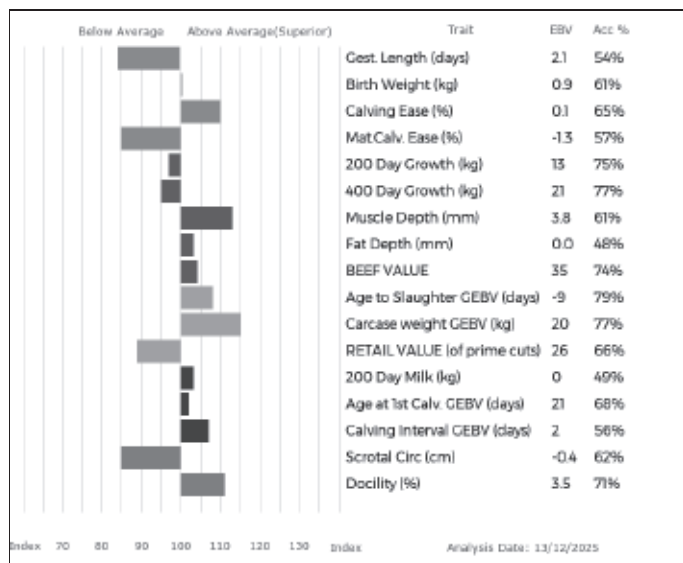 Below Average Above Average(Superior) Trait EBV Acc %
Gest. Length (days) 2.1 54%
Birth Weight (kg) 0.9 61%
Calving Ease (%) 0.1 65%
Mat.Calv. Ease (%) -1.3 57%
200 Day Growth (kg) 13 75%
400 Day Growth (kg) 21 77%
Muscle Depth (mm) 3.8 61%
Fat Depth (mm) 0.0 48%
BEEF VALUE 35 74%
Age to Slaughter GEBV (days) -9 79%
Carcase weight GEBV (kg) 20 77%
RETAIL VALUE (of prime cuts) 26 66%
200 Day Milk (kg) 0 49%
Age at 1st Calv. GEBV (days) 21 68%
Calving Interval GEBV (days) 2 56%
Scrotal Circ (cm) -0.4 62%
Docility (%) 3.5 71%
Index 70 80 90 100 110 120 130 Index Analysis Date: 13/12/2025